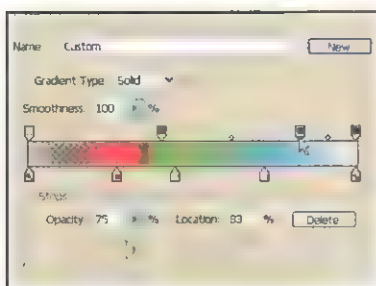 Name Custom New
Gradient Type Solid
Smoothness 100 %
Stops
Opacity 75 % Location: 83 % Delete